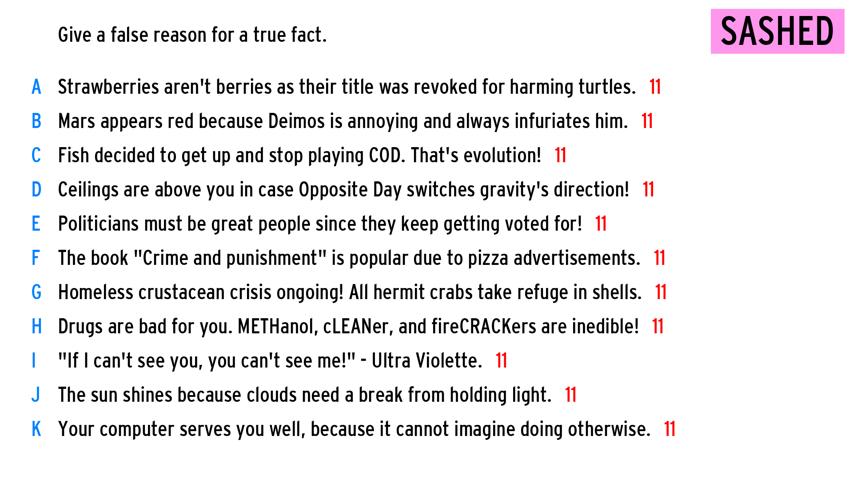 Give a false reason for a true fact.
SASHED
A Strawberries aren't berries as their title was revoked for harming turtles. 11
B Mars appears red because Deimos is annoying and always infuriates him. 11
C Fish decided to get up and stop playing COD. That's evolution! 11
D Ceilings are above you in case Opposite Day switches gravity's direction! 11
E Politicians must be great people since they keep getting voted for! 11
F The book "Crime and punishment" is popular due to pizza advertisements. 11
G Homeless crustacean crisis ongoing! All hermit crabs take refuge in shells. 11
H Drugs are bad for you. METHanol, cLEANer, and fireCRACKers are inedible! 11
I "If I can't see you, you can't see me!" - Ultra Violette. 11
J The sun shines because clouds need a break from holding light. 11
K Your computer serves you well, because it cannot imagine doing otherwise. 11